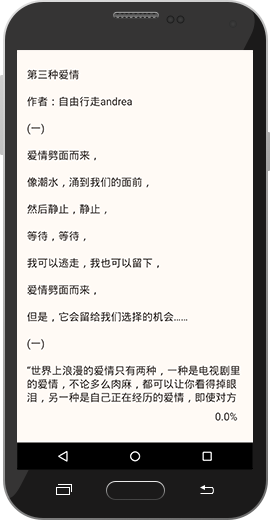 第三种爱情
作者：自由行走andrea
(一)
爱情劈面而来，
像潮水，涌到我们的面前，
然后静止，静止，
等待，等待，
我可以逃走，我也可以留下，
爱情劈面而来，
但是，它会留给我们选择的机会……
(一)
“世界上浪漫的爱情只有两种，一种是电视剧里
的爱情，不论多么肉麻，都可以让你看得掉眼
泪，另一种是自己正在经历的爱情，即使对方
0.0%